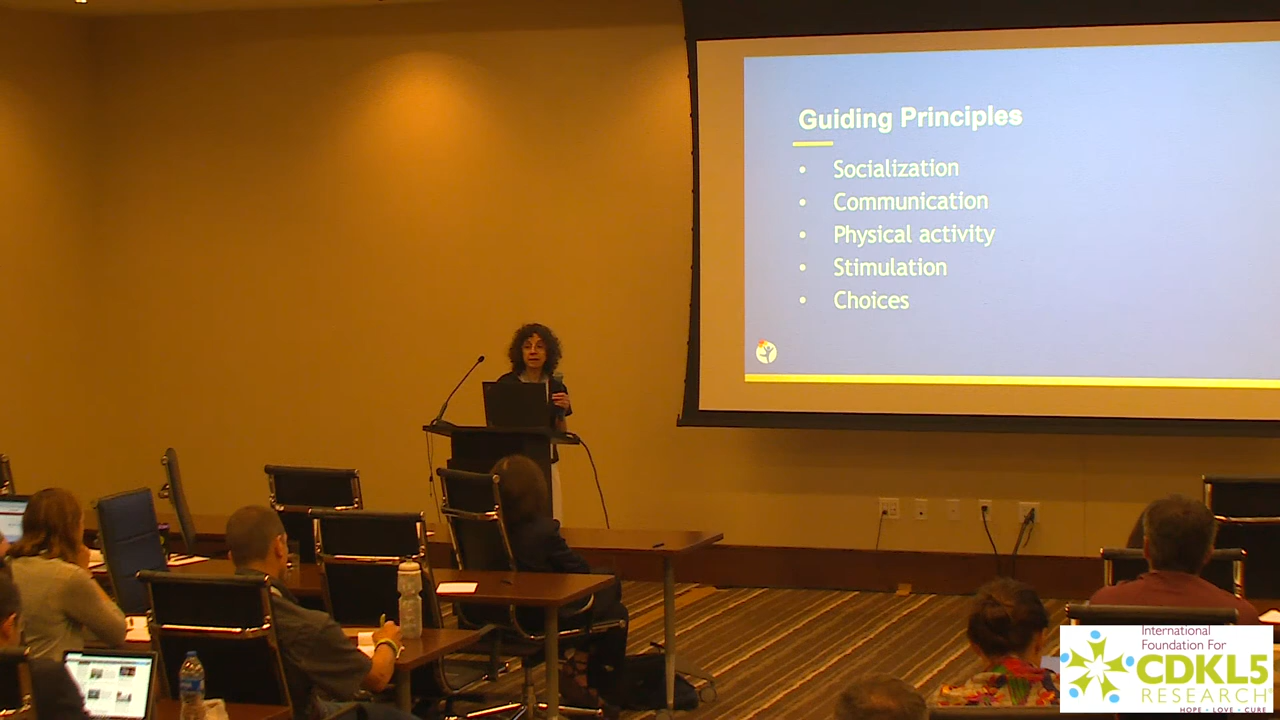 Guiding Principles
• Socialization
• Communication
• Physical activity
• Stimulation
• Choices
International
Foundation For
CDKL5
RESEARCH
HOPE • LOVE • CURE